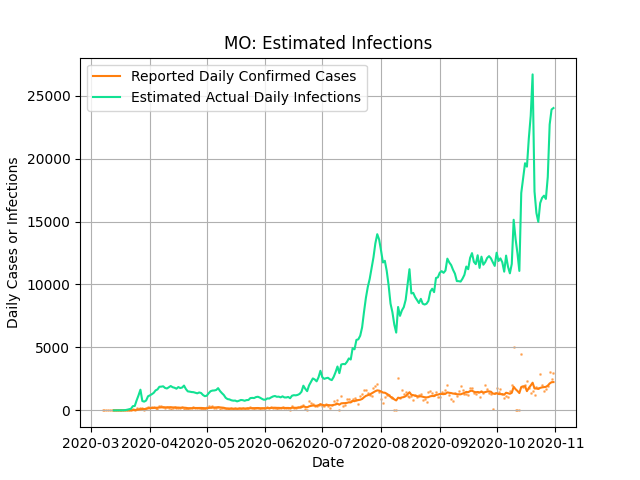 MO: Estimated Infections
Reported Daily Confirmed Cases
Estimated Actual Daily Infections
Daily Cases or Infections
25000
20000
15000
10000
5000
0
2020-03 2020-04 2020-05 2020-06 2020-07 2020-08 2020-09 2020-10 2020-11
Date